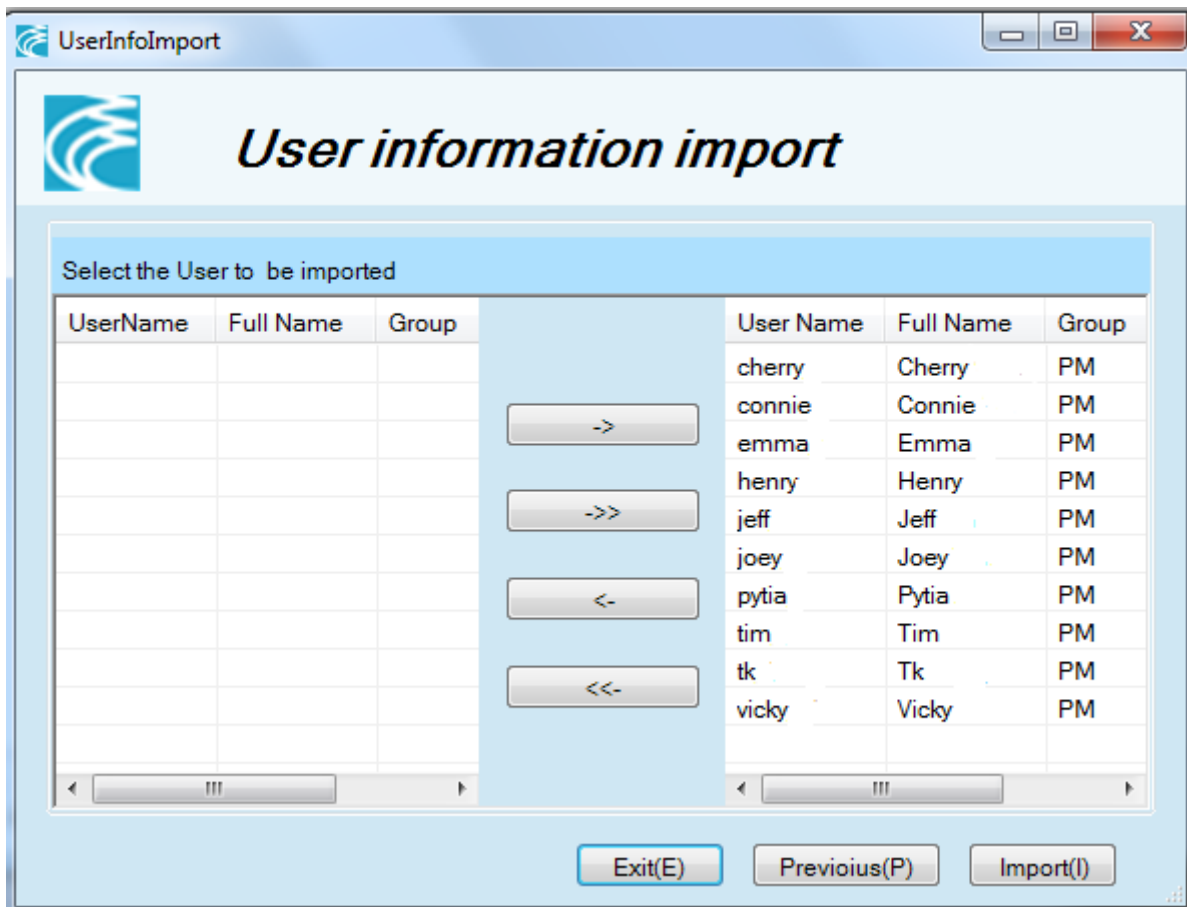 UserInfoImport
User information import
Select the User to be imported
UserName Full Name Group
User Name Full Name Group
cherry Cherry PM
connie Connie PM
emma Emma PM
henry Henry PM
jeff Jeff PM
joey Joey PM
pytia Pytia PM
tim Tim PM
tk Tk PM
vicky Vicky PM
->
->>
<-
<<-
Exit(E) Previoius(P) Import(I)